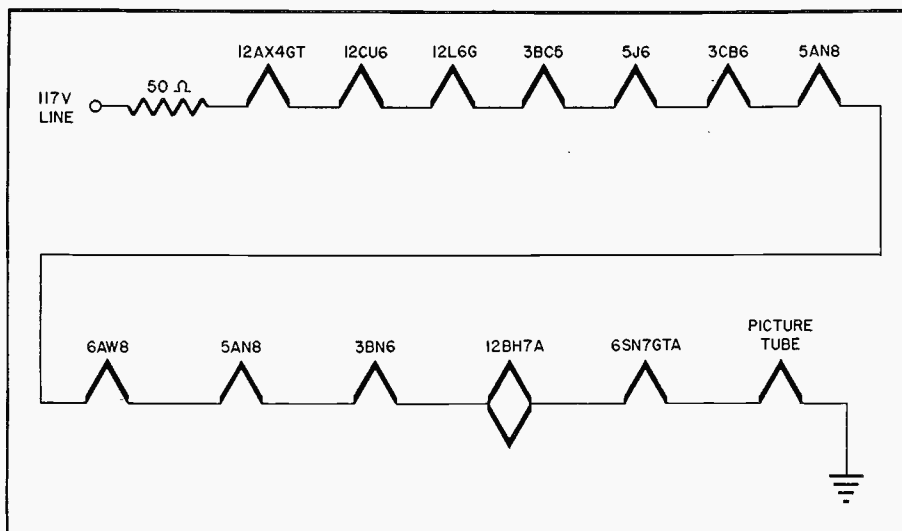 12AX4GT 12CU6 12L6G 3BC5 5J6 3CB6 5AN8
50 Ω
117V
LINE
6AW8 5AN8 3BN6 12BH7A 6SN7GTA PICTURE
TUBE